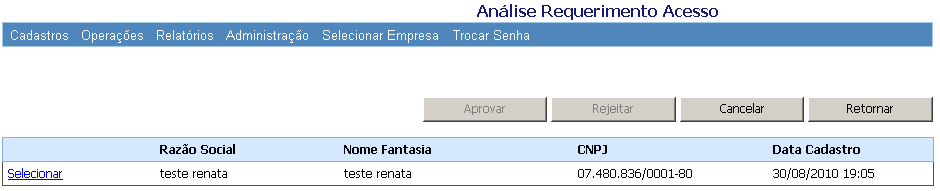 Análise Requerimento Acesso
Cadastros Operações Relatórios Administração Selecionar Empresa Trocar Senha
Aprovar Rejeitar Cancelar Retornar
Razão Social Nome Fantasia CNPJ Data Cadastro
Selecionar teste renata teste renata 07.480.836/0001-80 30/08/2010 19:05